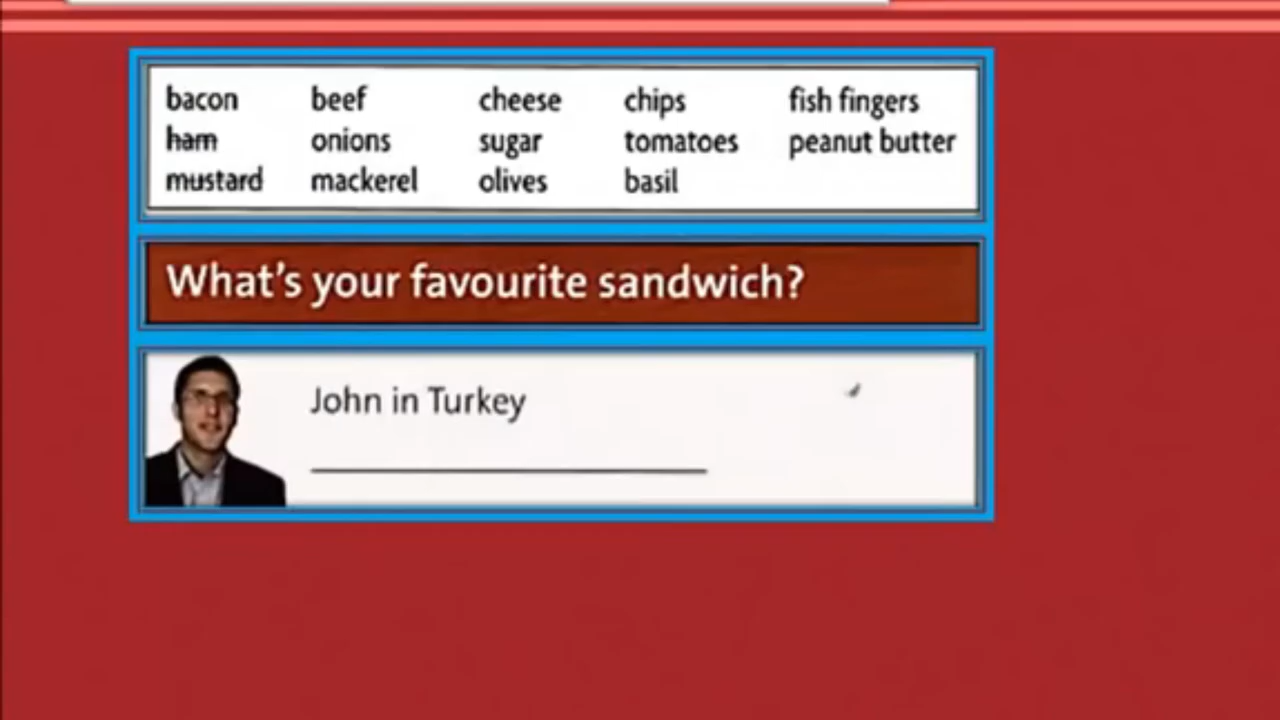 bacon beef cheese chips fish fingers
ham onions sugar tomatoes peanut butter
mustard mackerel olives basil
What's your favourite sandwich?
John in Turkey